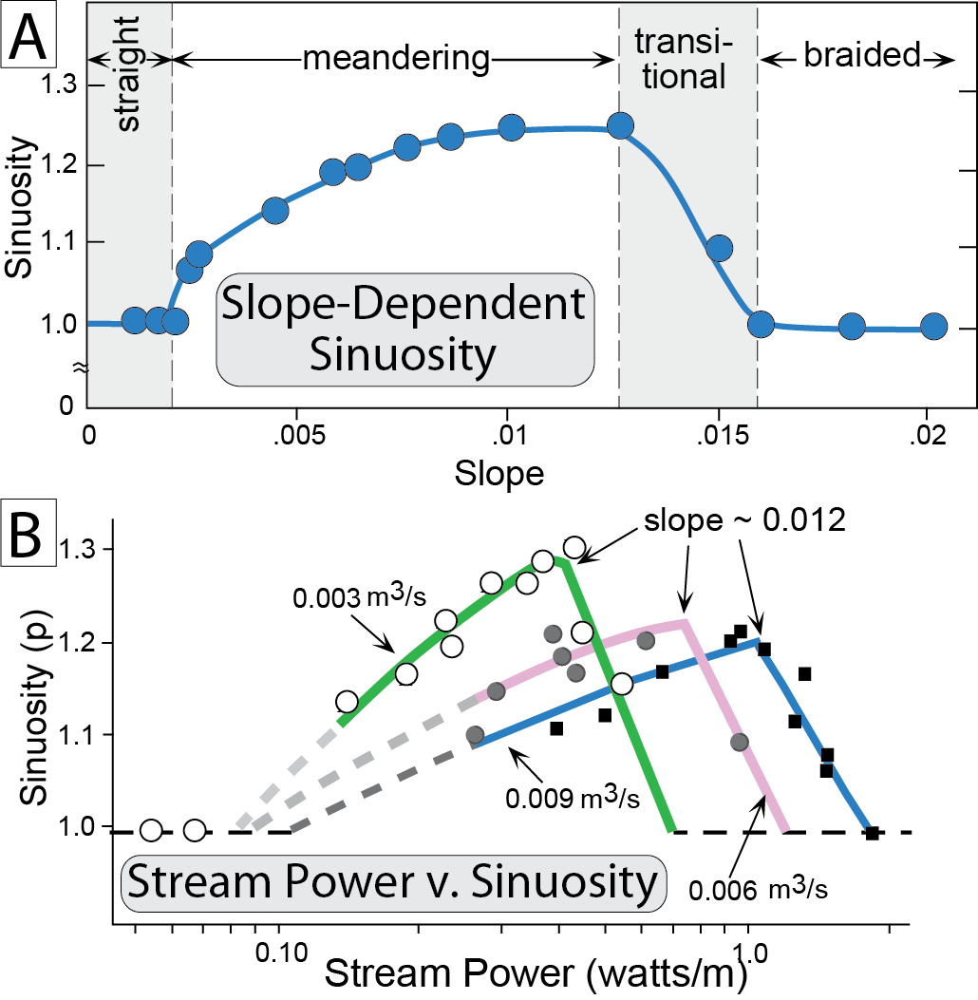 A
straight
meandering
transi-
tional
braided
1.3
1.2
1.1
1.0
≈
0
Sinuosity
Slope-Dependent
Sinuosity
0
.005
.01
.015
.02
Slope
B
slope ~ 0.012
1.3
1.2
1.1
1.0
Sinuosity (p)
0.003 m³/s
0.009 m³/s
0.006 m³/s
Stream Power v. Sinuosity
0.10
1.0
Stream Power (watts/m)